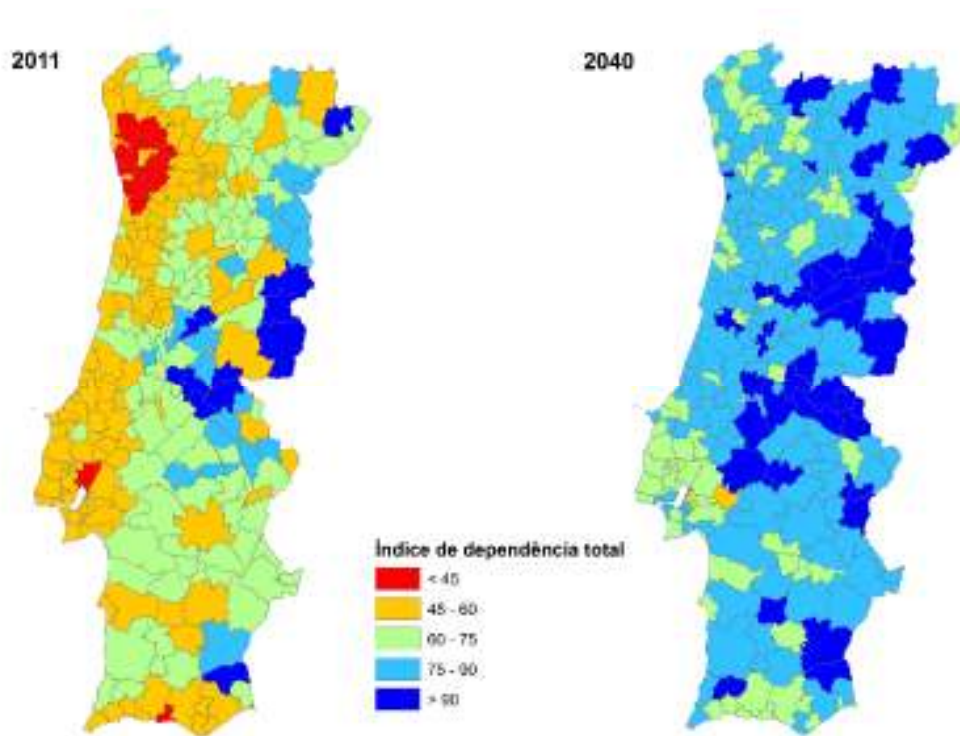 2011
2040
Índice de dependência total
< 45
45 - 60
60 - 75
75 - 90
> 90